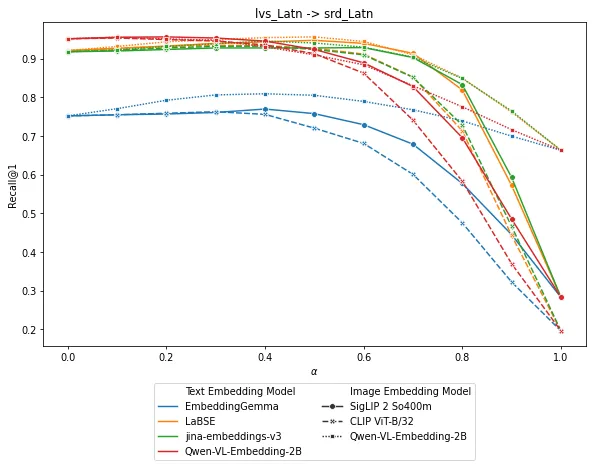 lvs_Latn -> srd_Latn
Recall@1
0.9
0.8
0.7
0.6
0.5
0.4
0.3
0.2
0.0 0.2 0.4 0.6 0.8 1.0
α
Text Embedding Model Image Embedding Model
EmbeddingGemma SigLIP 2 So400m
LaBSE CLIP ViT-B/32
jina-embeddings-v3 Qwen-VL-Embedding-2B
Qwen-VL-Embedding-2B